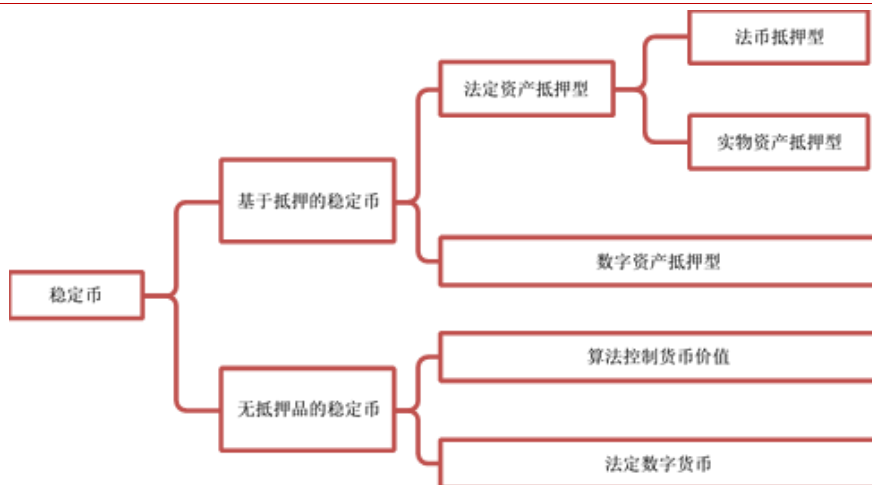 法币抵押型
法定资产抵押型
实物资产抵押型
基于抵押的稳定币
数字资产抵押型
稳定币
算法控制货币价值
无抵押品的稳定币
法定数字货币